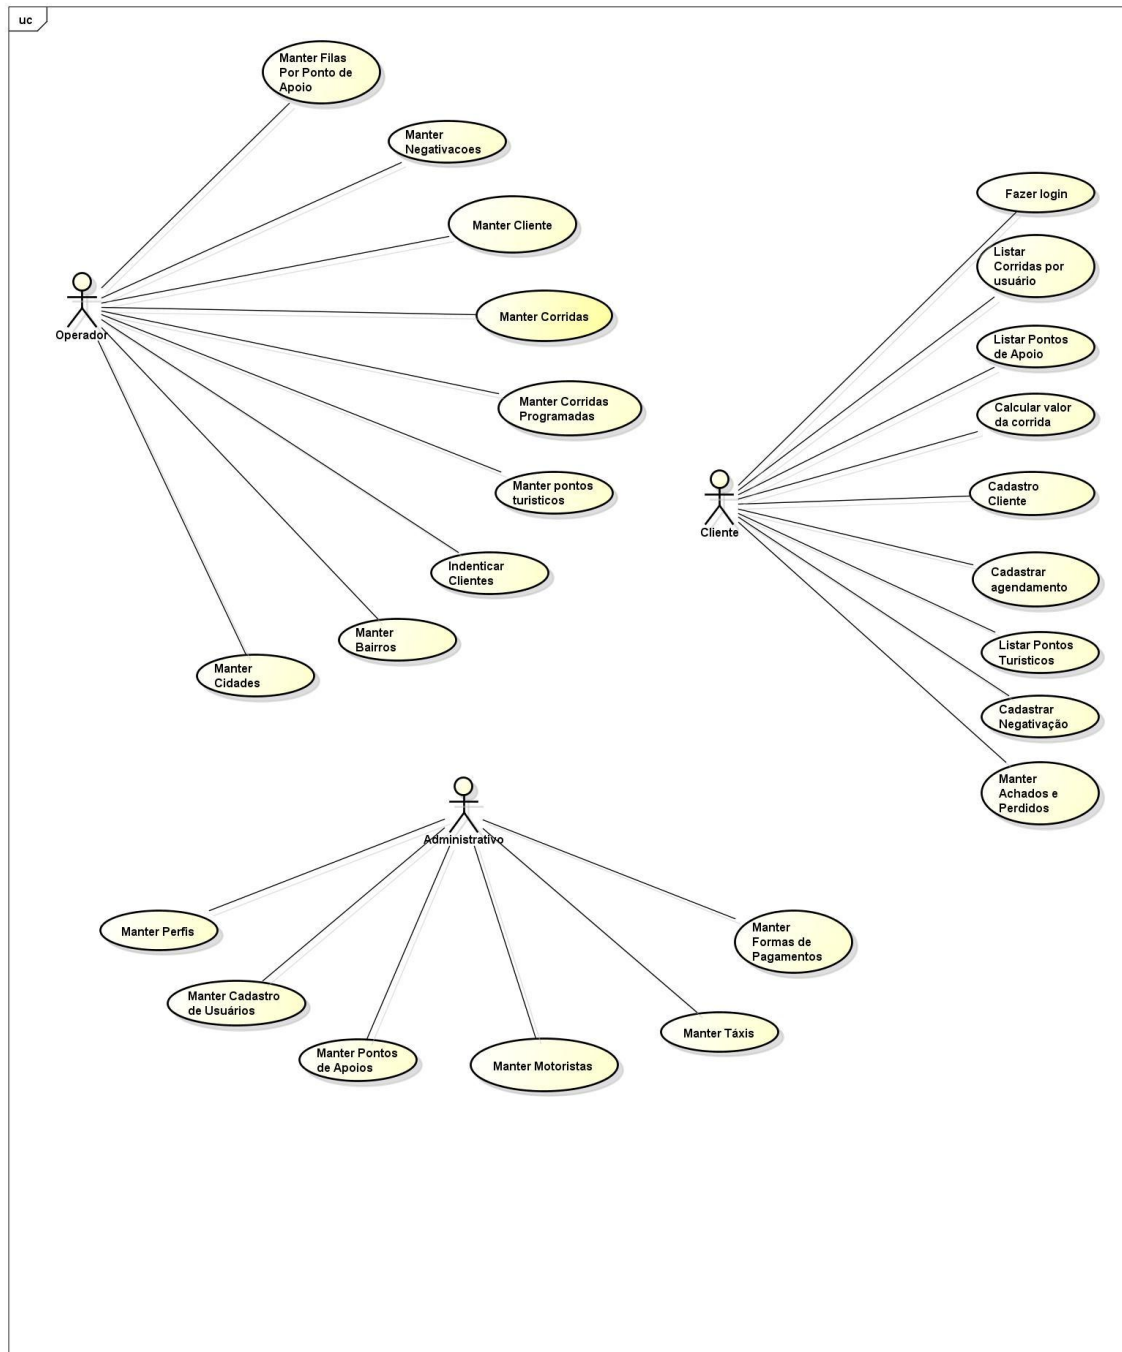 uc
Manter Filas
Por Ponto de
Apoio
Manter
Negativacoes
Manter Cliente
Manter Corridas
Operador
Manter Corridas
Programadas
Manter pontos
turisticos
Indenticar
Clientes
Manter
Bairros
Manter
Cidades
Fazer login
Listar
Corridas por
usuário
Listar Pontos
de Apoio
Calcular valor
da corrida
Cadastro
Cliente
Cliente
Cadastrar
agendamento
Listar Pontos
Turísticos
Cadastrar
Negativação
Manter
Achados e
Perdidos
Administrativo
Manter Perfis
Manter Cadastro
de Usuários
Manter Pontos
de Apoios
Manter Motoristas
Manter Táxis
Manter
Formas de
Pagamentos